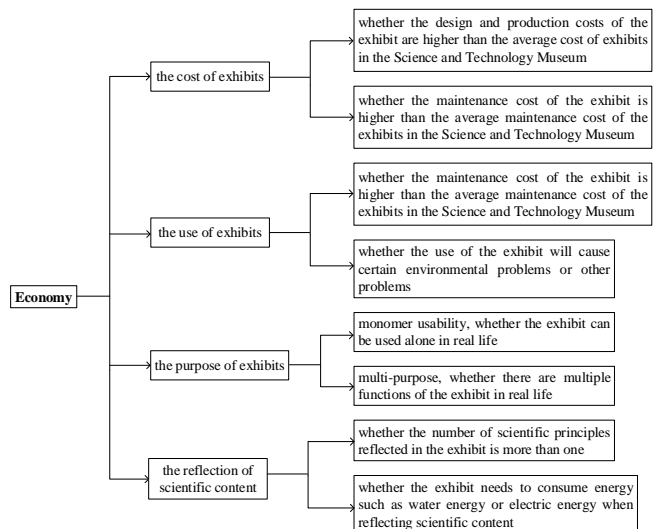 Economy
the cost of exhibits
whether the design and production costs of the
exhibit are higher than the average cost of exhibits
in the Science and Technology Museum
whether the maintenance cost of the exhibit is
higher than the average maintenance cost of the
exhibits in the Science and Technology Museum
the use of exhibits
whether the maintenance cost of the exhibit is
higher than the average maintenance cost of the
exhibits in the Science and Technology Museum
whether the use of the exhibit will cause
certain environmental problems or other
problems
the purpose of exhibits
monomer usability, whether the exhibit can
be used alone in real life
multi-purpose, whether there are multiple
functions of the exhibit in real life
the reflection of
scientific content
whether the number of scientific principles
reflected in the exhibit is more than one
whether the exhibit needs to consume energy
such as water energy or electric energy when
reflecting scientific content